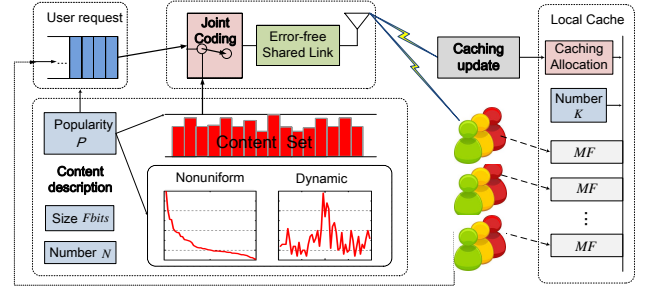 User request
Joint
Coding
Error-free
Shared Link
Caching
update
Local Cache
Caching
Allocation
Number
K
MF
MF
⋮
MF
...
Popularity
P
Content Set
Content
description
Nonuniform
Dynamic
Size Fbits
Number N